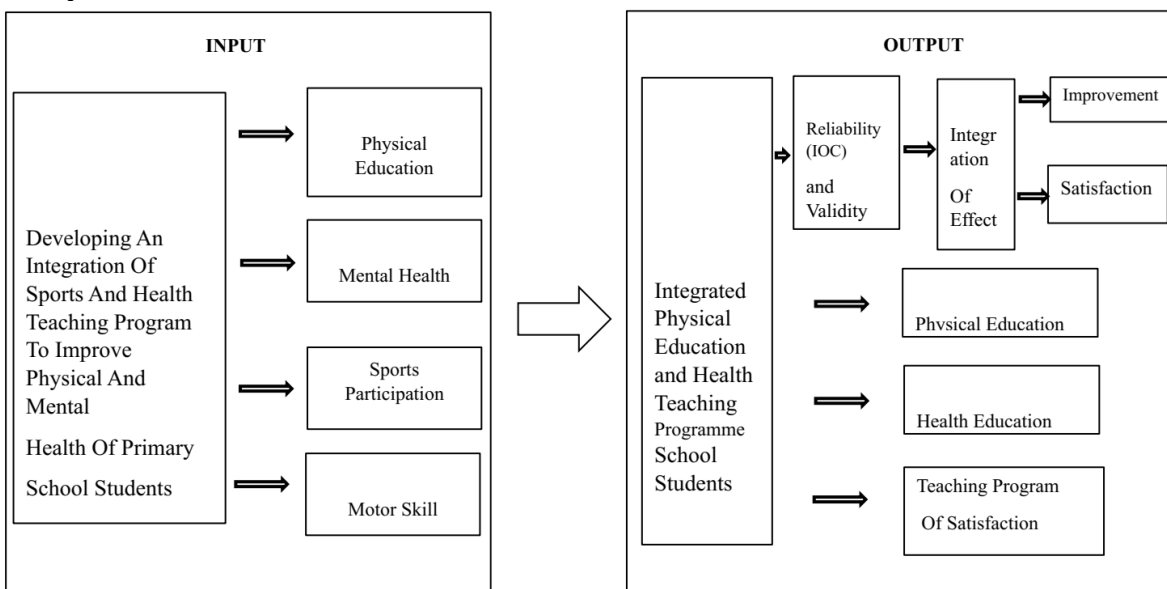 INPUT
Developing An
Integration Of
Sports And Health
Teaching Program
To Improve
Physical And
Mental
Health Of Primary
School Students
Physical
Education
Mental Health
Sports
Participation
Motor Skill
OUTPUT
Integrated
Physical
Education
and Health
Teaching
Programme
School
Students
Reliability
(IOC)
and
Validity
Integr
ation
Of
Effect
Improvement
Satisfaction
Physical Education
Health Education
Teaching Program
Of Satisfaction